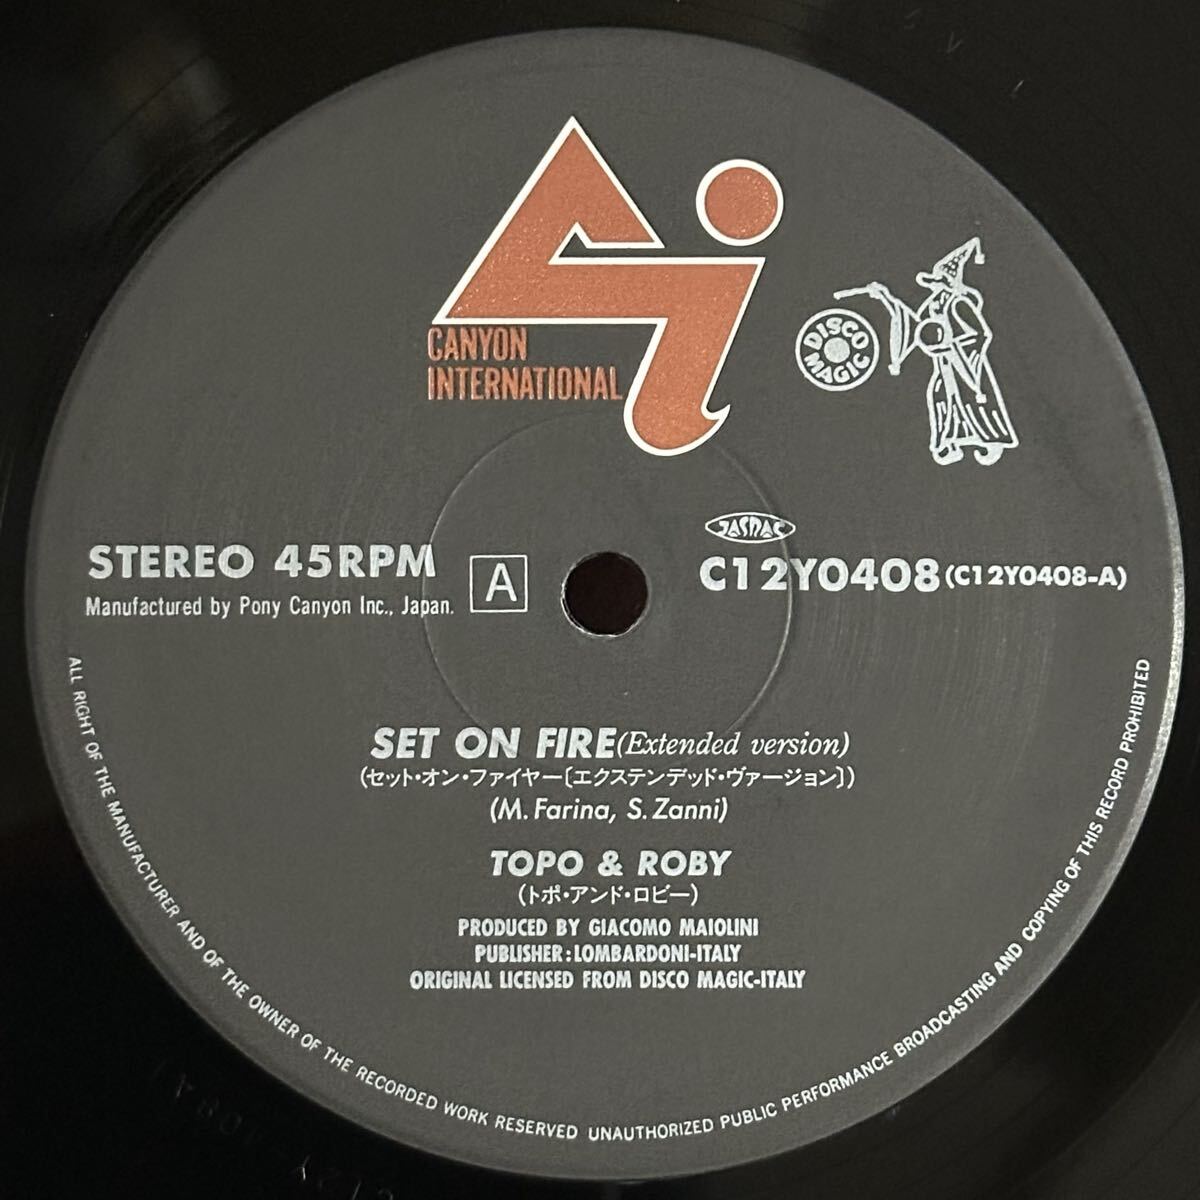 CANYON
INTERNATIONAL
DISCO
MAGIC
JASRAC
STEREO 45RPM
A
C12Y0408 (C12Y0408-A)
Manufactured by Pony Canyon Inc., Japan.
SET ON FIRE (Extended version)
(セット・オン・ファイヤー〔エクステンデッド・ヴァージョン〕)
(M. Farina, S. Zanni)
TOPO & ROBY
(トポ・アンド・ロビー)
PRODUCED BY GIACOMO MAIOLINI
PUBLISHER: LOMBARDONI-ITALY
ORIGINAL LICENSED FROM DISCO MAGIC-ITALY
ALL RIGHT OF THE MANUFACTURER AND OF THE OWNER OF THE RECORDED WORK RESERVED UNAUTHORIZED PUBLIC PERFORMANCE BROADCASTING AND COPYING OF THIS RECORD PROHIBITED